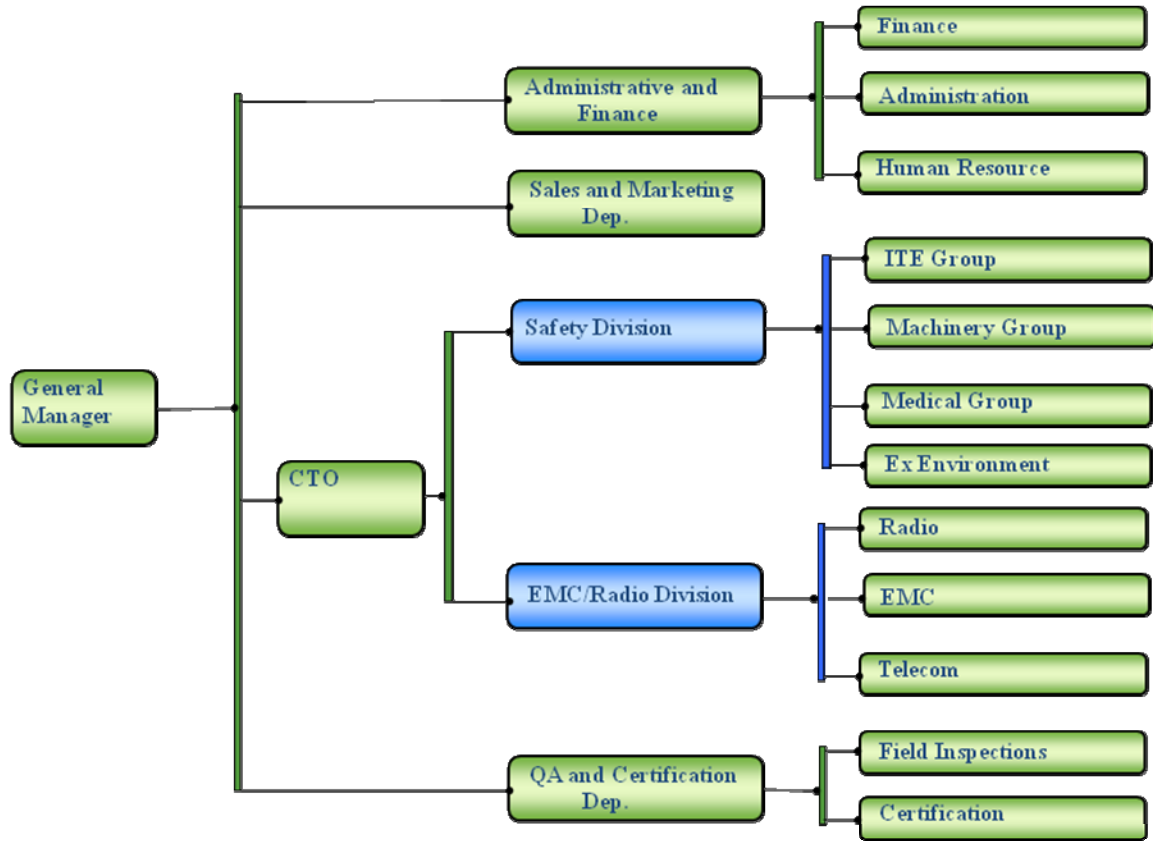 Finance
Administrative and
Finance
Administration
Human Resource
Sales and Marketing
Dep.
ITE Group
Safety Division
Machinery Group
General
Manager
Medical Group
CTO
Ex Environment
Radio
EMC/Radio Division
EMC
Telecom
Field Inspections
QA and Certification
Dep.
Certification